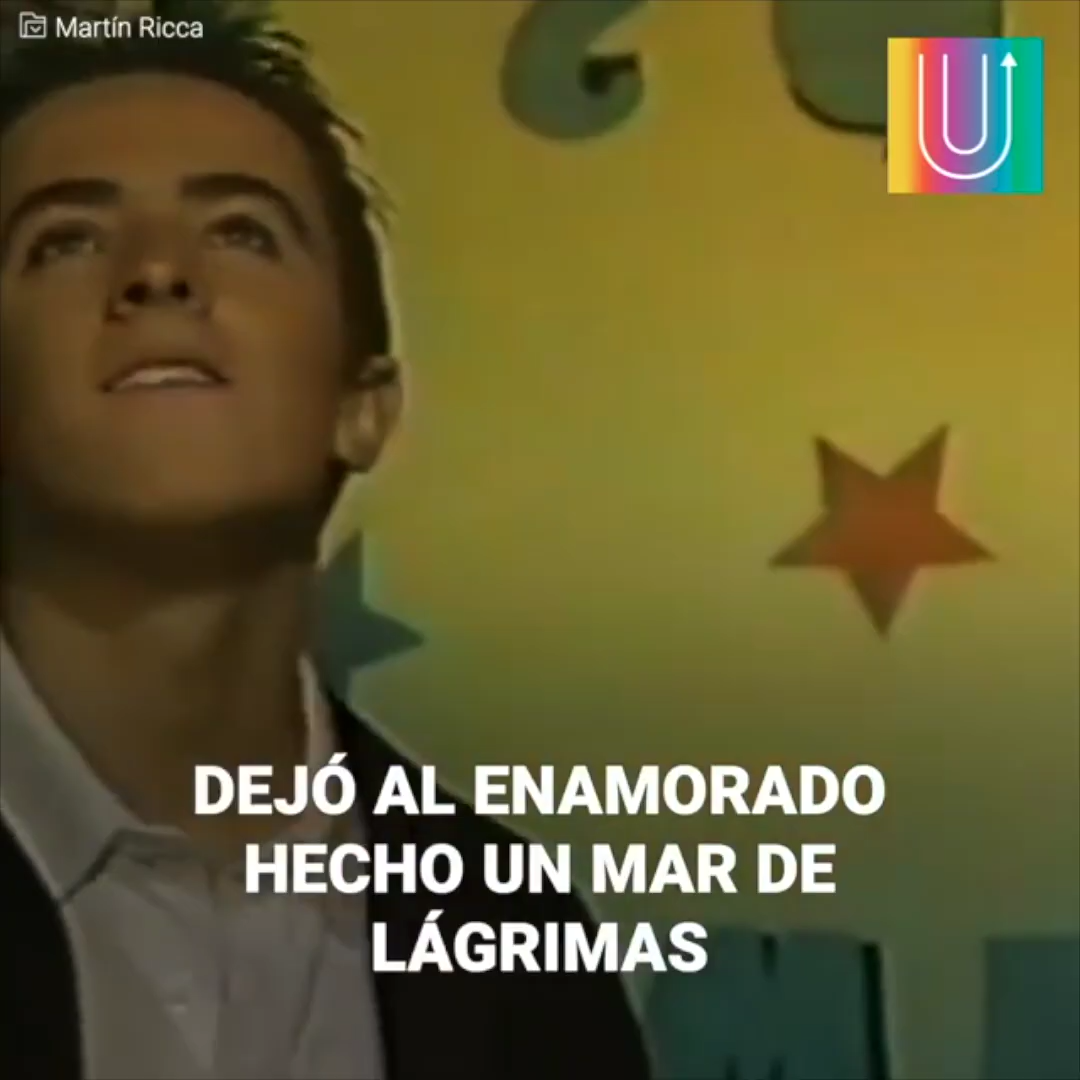 Martín Ricca
U
DEJÓ AL ENAMORADO
HECHO UN MAR DE
LÁGRIMAS